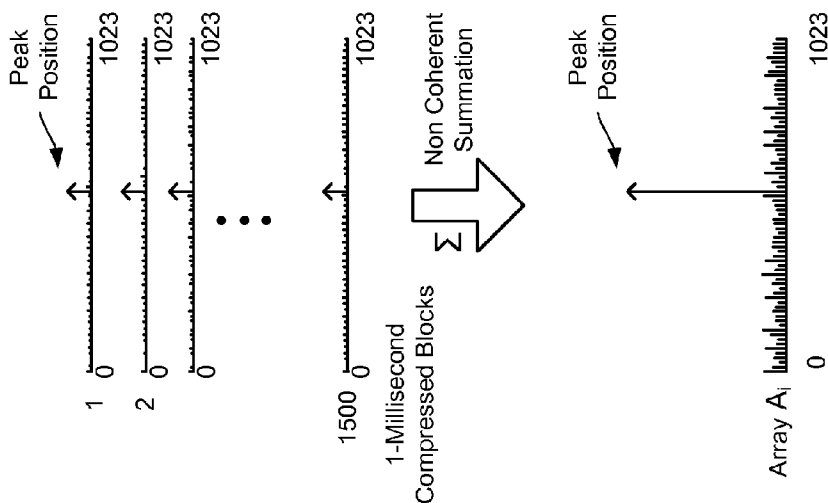 Peak
Position
1
0
1023
2
0
1023
0
1023
1500
0
1023
1-Millisecond
Compressed Blocks
Σ
Non Coherent
Summation
Peak
Position
Array Ai
0
1023